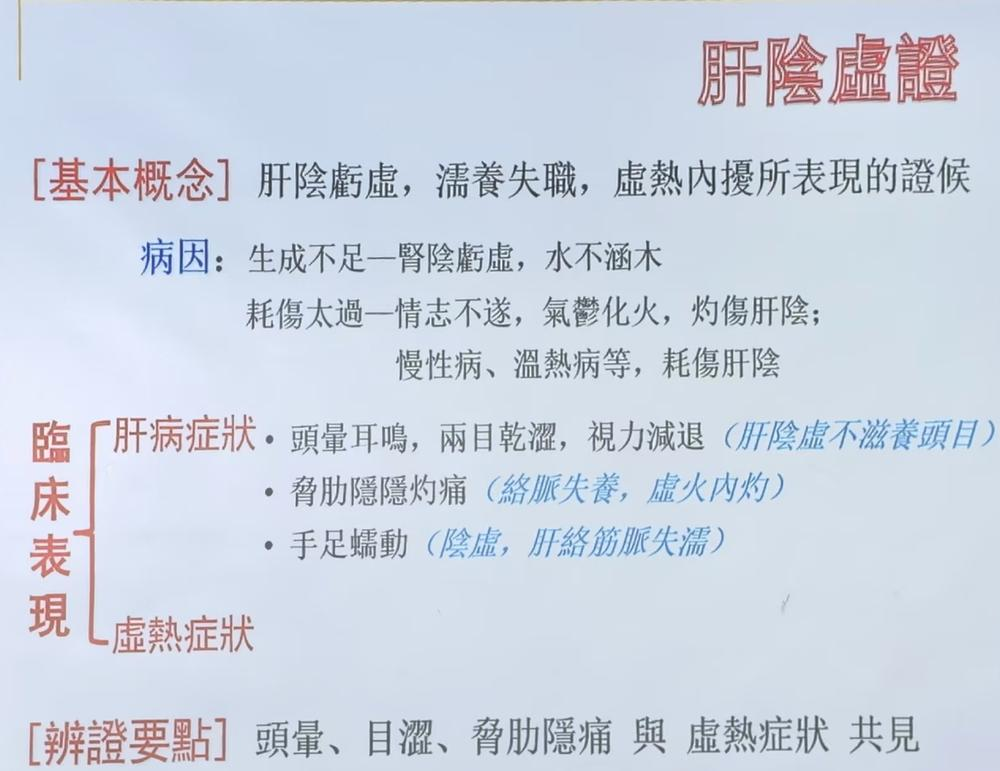 肝陰虛證
[基本概念] 肝陰虧虛，濡養失職，虛熱內擾所表現的證候
病因：生成不足—腎陰虧虛，水不涵木
耗傷太過—情志不遂，氣鬱化火，灼傷肝陰；
慢性病、溫熱病等，耗傷肝陰
臨床表現
肝病症狀
• 頭暈耳鳴，兩目乾澀，視力減退（肝陰虛不滋養頭目）
• 脅肋隱隱灼痛（絡脈失養，虛火內灼）
• 手足蠕動（陰虛，肝絡筋脈失濡）
虛熱症狀
[辨證要點] 頭暈、目澀、脅肋隱痛 與 虛熱症狀 共見